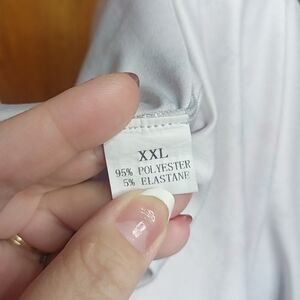 XXL
95% POLYESTER
5% ELASTANE